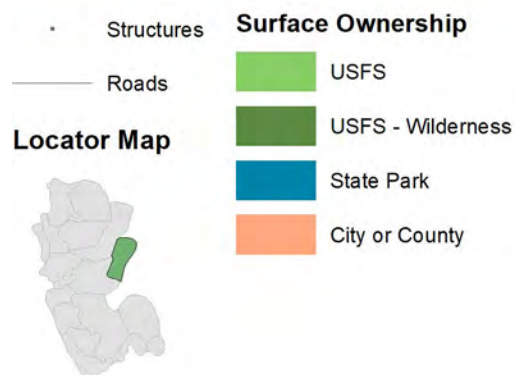 Structures
Roads
Locator Map
Surface Ownership
USFS
USFS - Wilderness
State Park
City or County